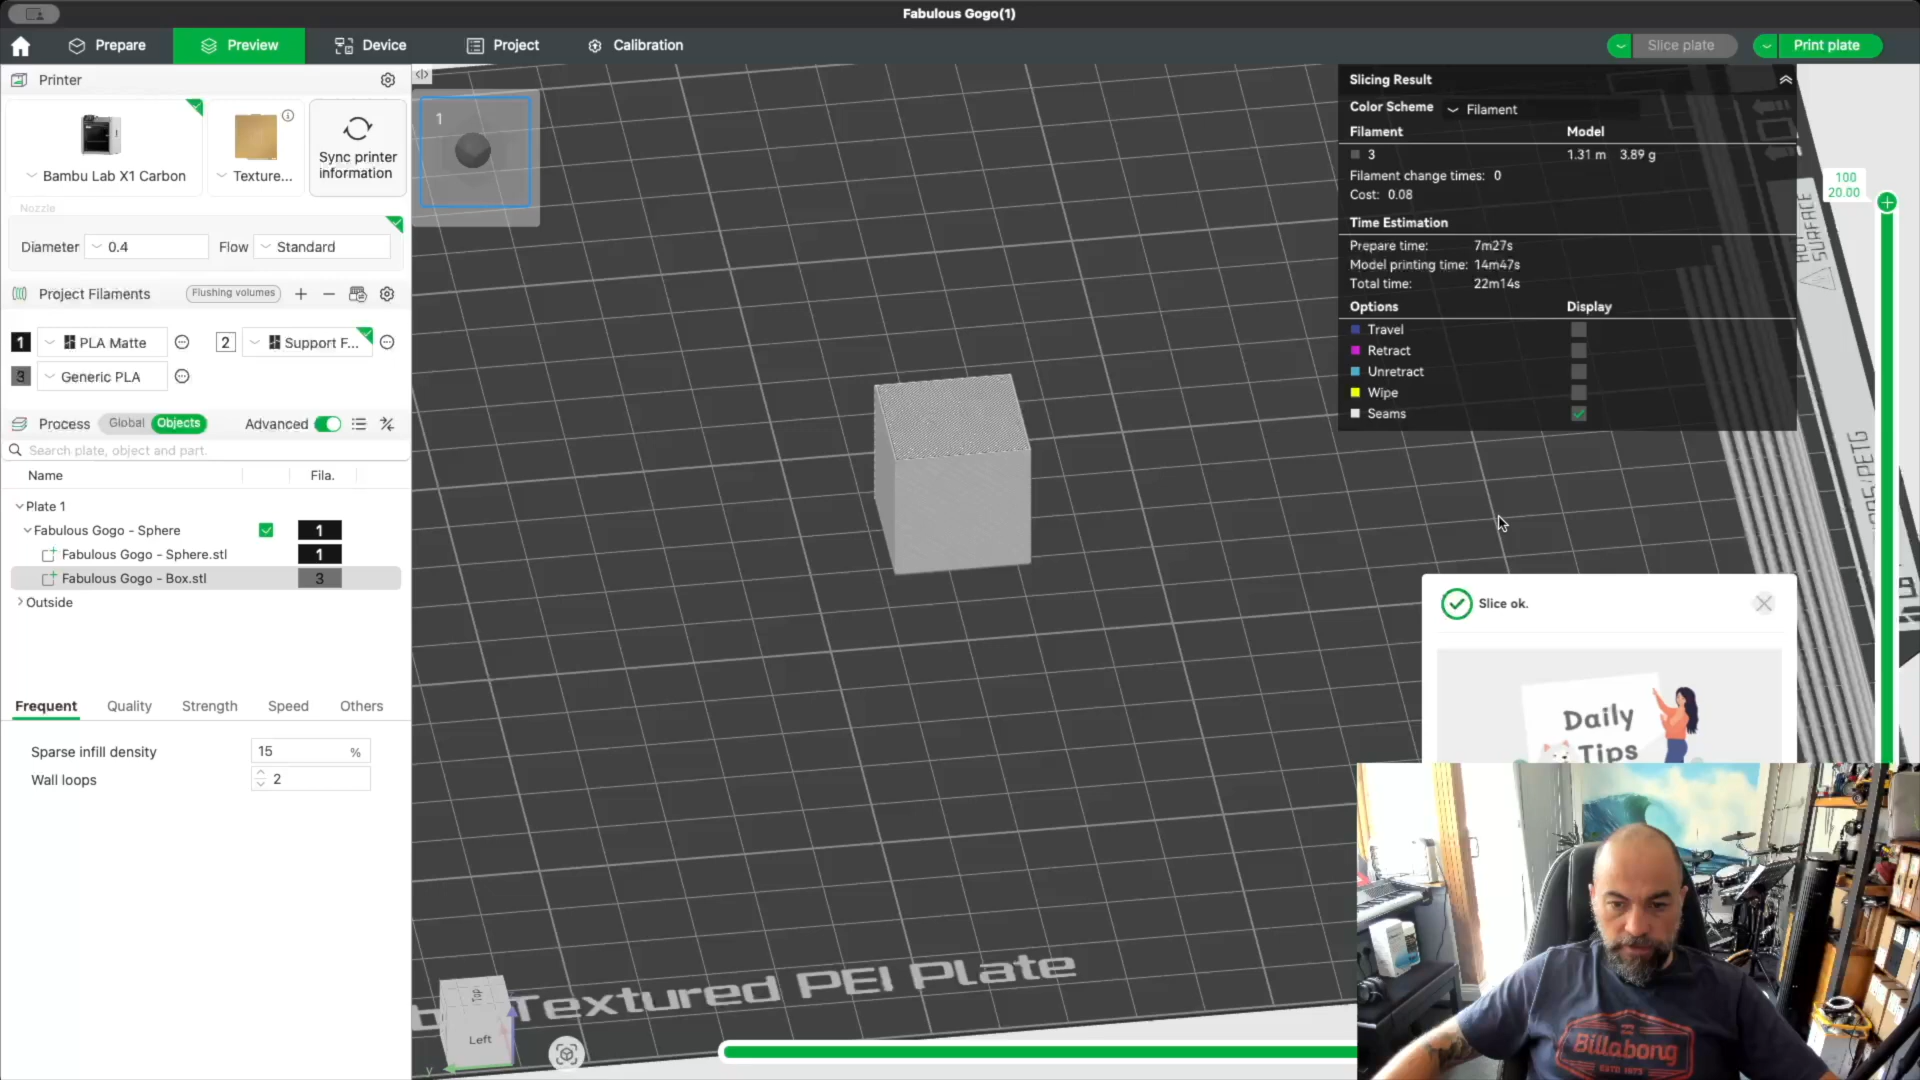 Fabulous Gogo(1)
Prepare
Preview
Device
Project
Calibration
Slice plate
Print plate
Printer
Bambu Lab X1 Carbon
Texture...
Sync printer
information
Nozzle
Diameter
0.4
Flow
Standard
Project Filaments
Flushing volumes
1
PLA Matte
2
Support F...
3
Generic PLA
Process
Global
Objects
Advanced
Search plate, object and part.
Name
Fila.
Plate 1
Fabulous Gogo - Sphere
1
Fabulous Gogo - Sphere.stl
1
Fabulous Gogo - Box.stl
3
Outside
Frequent
Quality
Strength
Speed
Others
Sparse infill density
15
%
Wall loops
2
1
Textured PEI Plate
Top
Left
y
Slicing Result
Color Scheme
Filament
Filament
Model
3
1.31 m
3.89 g
Filament change times: 0
Cost: 0.08
Time Estimation
Prepare time: 7m27s
Model printing time: 14m47s
Total time: 22m14s
Options
Display
Travel
Retract
Unretract
Wipe
Seams
100
20.00
HOT
SURFACE
Slice ok.
Daily
Tips
Billabong
ESTD 1973